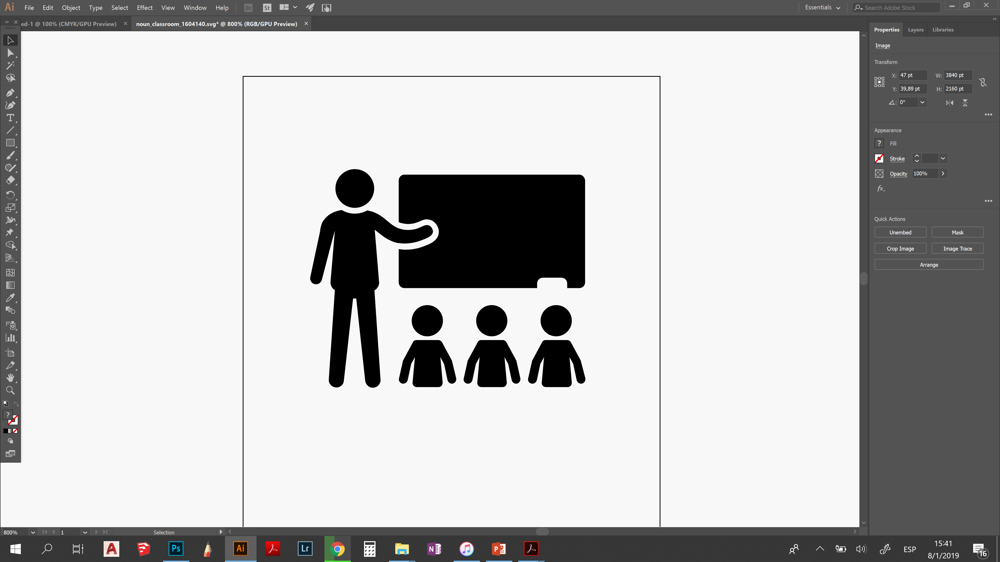 Ai File Edit Object Type Select Effect View Window Help Br St Essentials Search Adobe Stock
ed-1 @ 100% (CMYK/GPU Preview) × noun_classroom_1604140.svg* @ 800% (RGB/GPU Preview) ×
Properties Layers Libraries
Image
Transform
X: 47 pt W: 3840 pt
Y: 39,89 pt H: 2160 pt
0°
Appearance
? Fill
Stroke
Opacity 100%
fx.
Quick Actions
Unembed Mask
Crop Image Image Trace
Arrange
T
?
800% 1 Selection
Ps Ai Lr N P ESP
15:41
8/1/2019
16